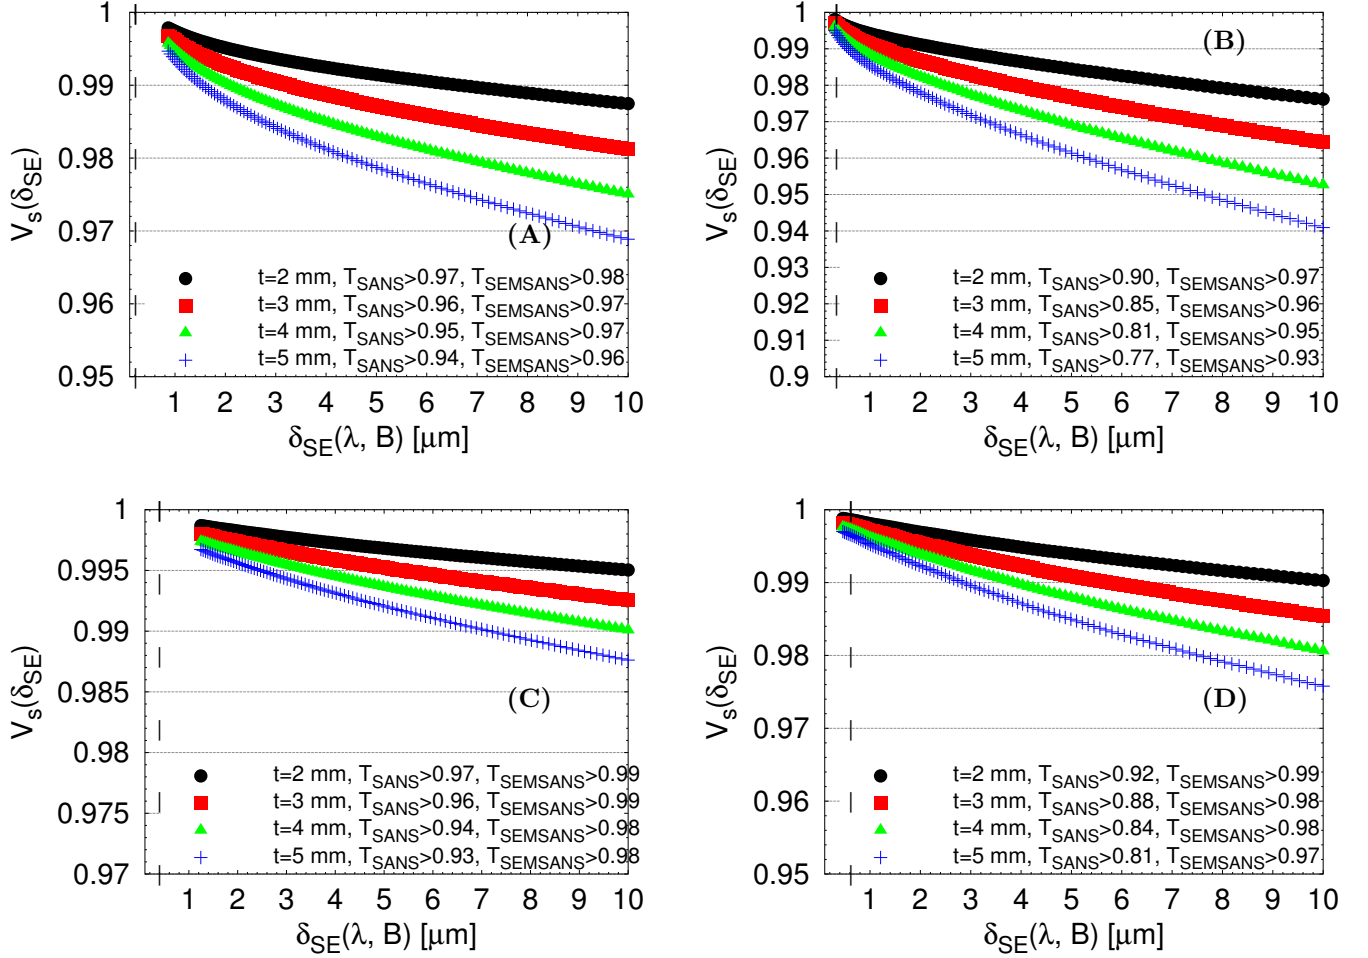 1
0.99
0.98
0.97
0.96
0.95
V_s(δ_SE)
(A)
t=2 mm, T_SANS>0.97, T_SEMSANS>0.98
t=3 mm, T_SANS>0.96, T_SEMSANS>0.97
t=4 mm, T_SANS>0.95, T_SEMSANS>0.97
t=5 mm, T_SANS>0.94, T_SEMSANS>0.96
1 2 3 4 5 6 7 8 9 10
δ_SE(λ, B) [μm]
1
0.99
0.98
0.97
0.96
0.95
0.94
0.93
0.92
0.91
0.9
V_s(δ_SE)
(B)
t=2 mm, T_SANS>0.90, T_SEMSANS>0.97
t=3 mm, T_SANS>0.85, T_SEMSANS>0.96
t=4 mm, T_SANS>0.81, T_SEMSANS>0.95
t=5 mm, T_SANS>0.77, T_SEMSANS>0.93
1 2 3 4 5 6 7 8 9 10
δ_SE(λ, B) [μm]
1
0.995
0.99
0.985
0.98
0.975
0.97
V_s(δ_SE)
(C)
t=2 mm, T_SANS>0.97, T_SEMSANS>0.99
t=3 mm, T_SANS>0.96, T_SEMSANS>0.99
t=4 mm, T_SANS>0.94, T_SEMSANS>0.98
t=5 mm, T_SANS>0.93, T_SEMSANS>0.98
1 2 3 4 5 6 7 8 9 10
δ_SE(λ, B) [μm]
1
0.99
0.98
0.97
0.96
0.95
V_s(δ_SE)
(D)
t=2 mm, T_SANS>0.92, T_SEMSANS>0.99
t=3 mm, T_SANS>0.88, T_SEMSANS>0.98
t=4 mm, T_SANS>0.84, T_SEMSANS>0.98
t=5 mm, T_SANS>0.81, T_SEMSANS>0.97
1 2 3 4 5 6 7 8 9 10
δ_SE(λ, B) [μm]